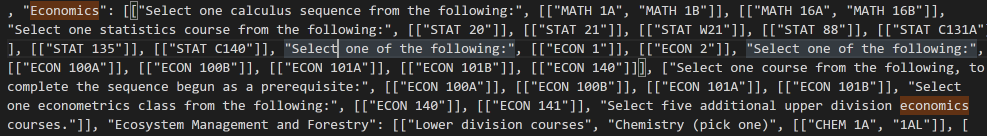 , "Economics": [["Select one calculus sequence from the following:", [["MATH 1A", "MATH 1B"]], [["MATH 16A", "MATH 16B"]],
"Select one statistics course from the following:", [["STAT 20"]], [["STAT 21"]], [["STAT W21"]], [["STAT 88"]], [["STAT C131A"
]], [["STAT 135"]], [["STAT C140"]], "Select one of the following:", [["ECON 1"]], [["ECON 2"]], "Select one of the following:",
[["ECON 100A"]], [["ECON 100B"]], [["ECON 101A"]], [["ECON 101B"]], [["ECON 140"]]], ["Select one course from the following, to
complete the sequence begun as a prerequisite:", [["ECON 100A"]], [["ECON 100B"]], [["ECON 101A"]], [["ECON 101B"]], "Select
one econometrics class from the following:", [["ECON 140"]], [["ECON 141"]], "Select five additional upper division economics
courses."]], "Ecosystem Management and Forestry": [["Lower division courses", "Chemistry (pick one)", [["CHEM 1A", "1AL"]], [